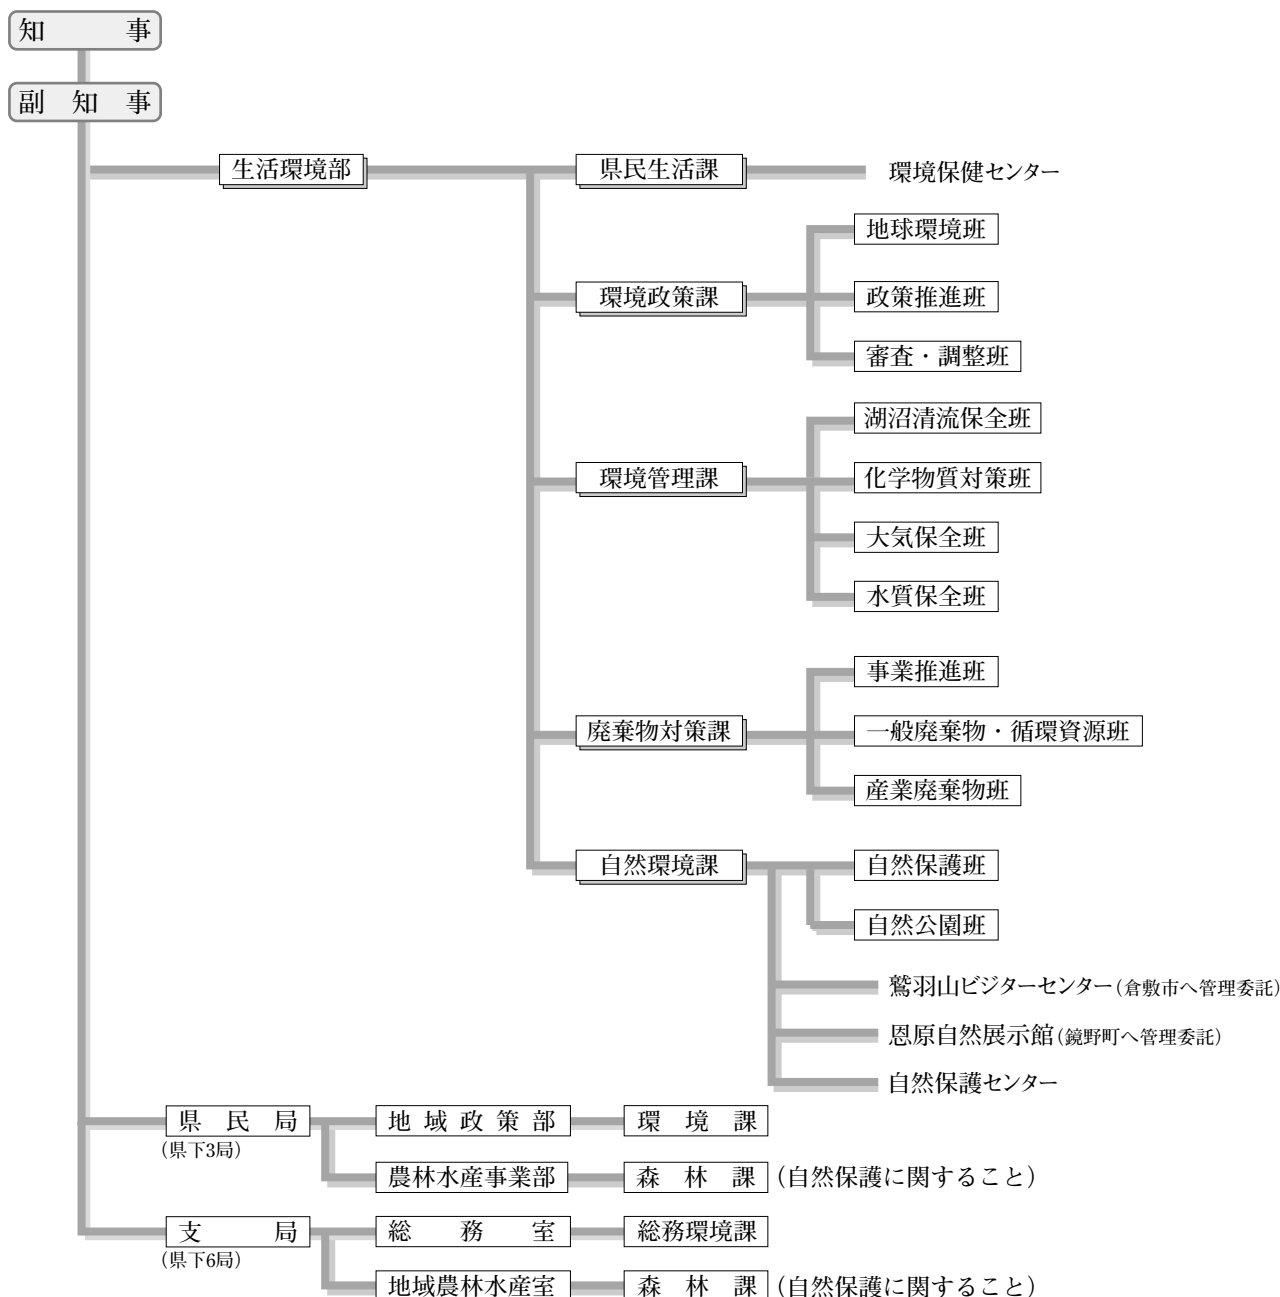 知 事
副 知 事
生活環境部
県民生活課
環境保健センター
地球環境班
環境政策課
政策推進班
審査・調整班
湖沼清流保全班
環境管理課
化学物質対策班
大気保全班
水質保全班
事業推進班
廃棄物対策課
一般廃棄物・循環資源班
産業廃棄物班
自然環境課
自然保護班
自然公園班
鷲羽山ビジターセンター(倉敷市へ管理委託)
恩原自然展示館(鏡野町へ管理委託)
自然保護センター
県 民 局
(県下3局)
地 域 政 策 部
環 境 課
農林水産事業部
森 林 課
(自然保護に関すること)
支 局
(県下6局)
総 務 室
総務環境課
地域農林水産室
森 林 課
(自然保護に関すること)